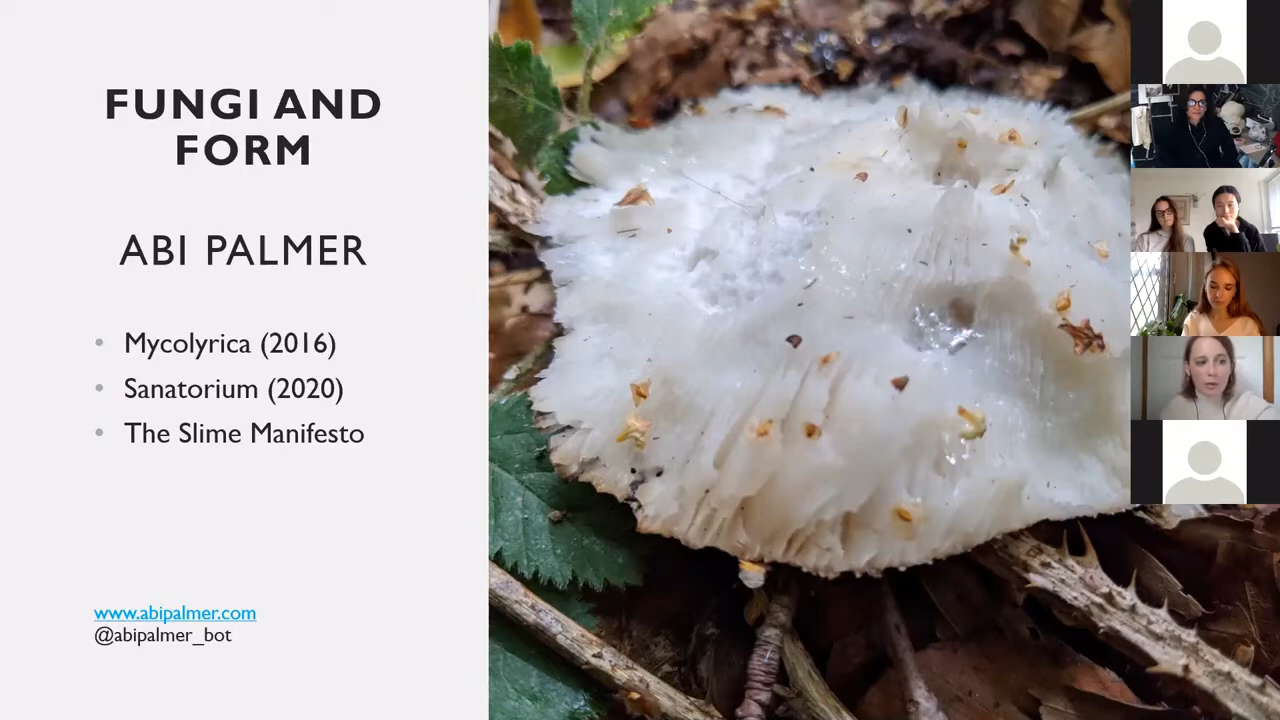 FUNGI AND
FORM
ABI PALMER
• Mycolyrica (2016)
• Sanatorium (2020)
• The Slime Manifesto
www.abipalmer.com
@abipalmer_bot